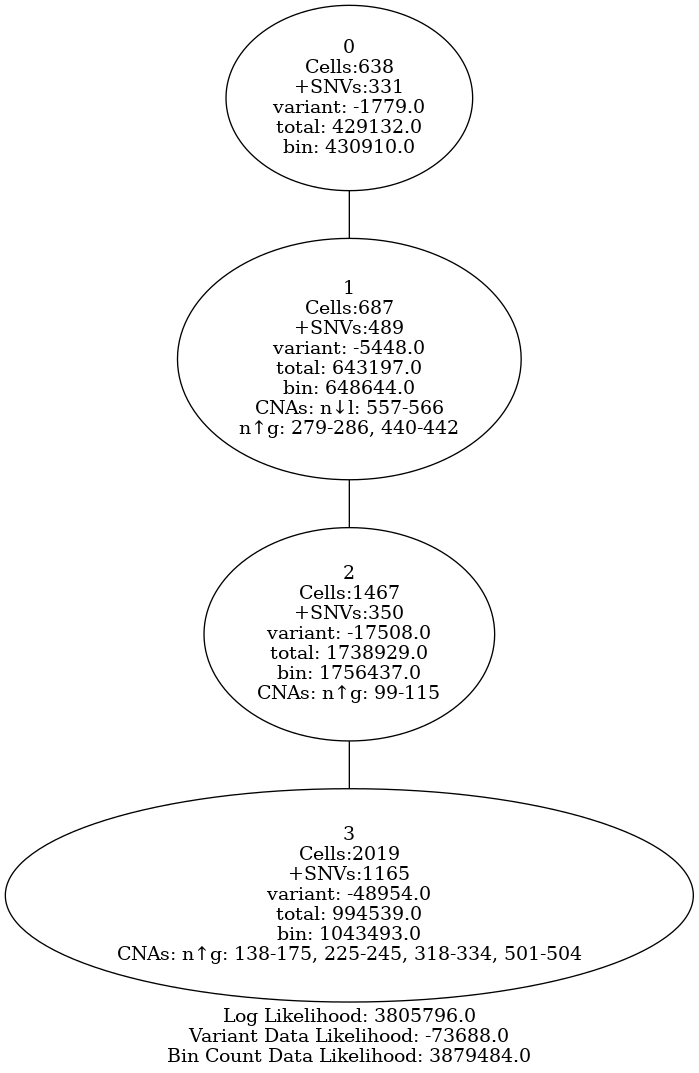 0
Cells:638
+SNVs:331
variant: -1779.0
total: 429132.0
bin: 430910.0
1
Cells:687
+SNVs:489
variant: -5448.0
total: 643197.0
bin: 648644.0
CNAs: n↓l: 557-566
n↑g: 279-286, 440-442
2
Cells:1467
+SNVs:350
variant: -17508.0
total: 1738929.0
bin: 1756437.0
CNAs: n↑g: 99-115
3
Cells:2019
+SNVs:1165
variant: -48954.0
total: 994539.0
bin: 1043493.0
CNAs: n↑g: 138-175, 225-245, 318-334, 501-504
Log Likelihood: 3805796.0
Variant Data Likelihood: -73688.0
Bin Count Data Likelihood: 3879484.0